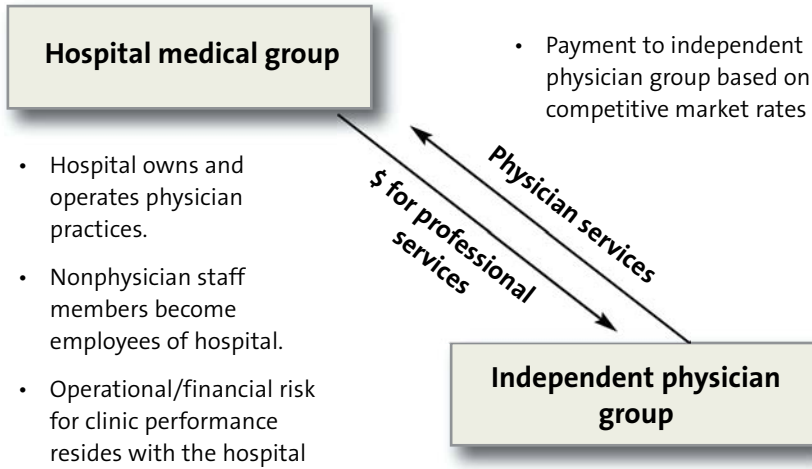 Hospital medical group
• Payment to independent
physician group based on
competitive market rates
• Hospital owns and
operates physician
practices.
• Nonphysician staff
members become
employees of hospital.
• Operational/financial risk
for clinic performance
resides with the hospital
$ for professional
services
Physician services
Independent physician
group